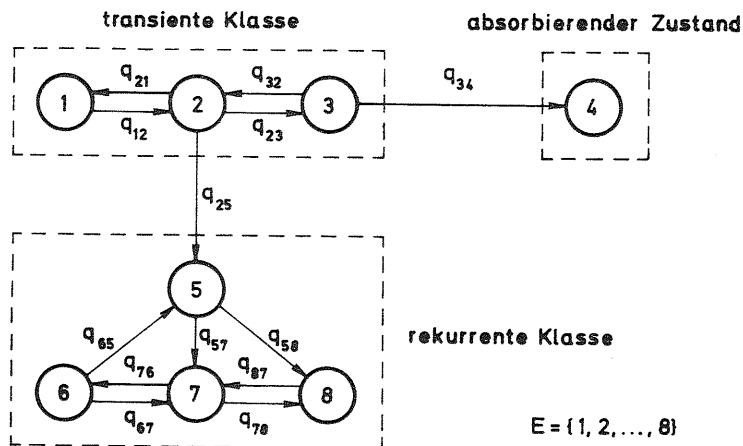 transiente Klasse
absorbierender Zustand
q21
q32
q34
1
2
3
4
q12
q23
q25
5
q65
q57
q58
rekurrente Klasse
q76
q87
6
7
8
q67
q78
E = {1, 2, ..., 8}